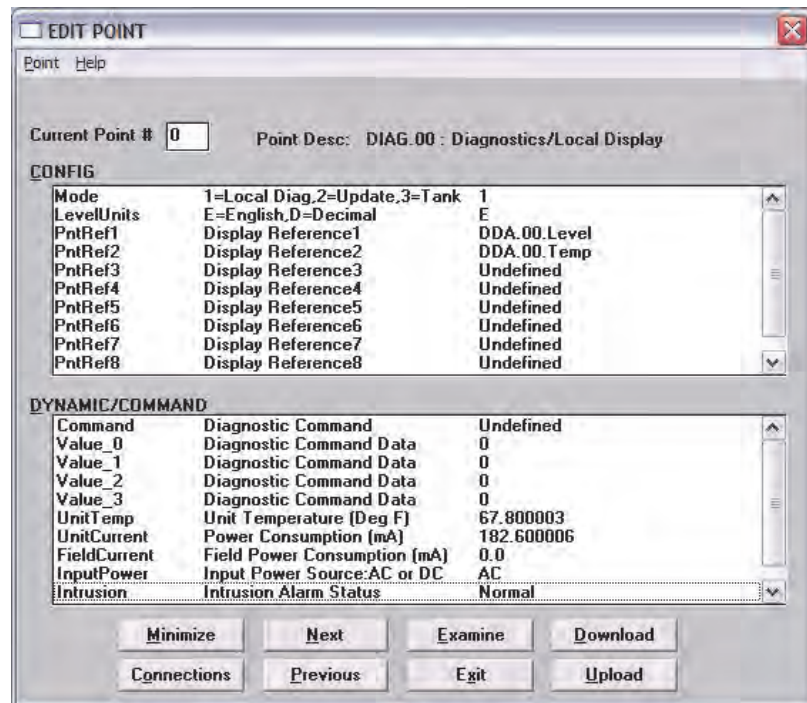 EDIT POINT
Point Help
Current Point # 0 Point Desc: DIAG.00 : Diagnostics/Local Display
CONFIG
Mode 1=Local Diag,2=Update,3=Tank 1
LevelUnits E=English,D=Decimal E
PntRef1 Display Reference1 DDA.00.Level
PntRef2 Display Reference2 DDA.00.Temp
PntRef3 Display Reference3 Undefined
PntRef4 Display Reference4 Undefined
PntRef5 Display Reference5 Undefined
PntRef6 Display Reference6 Undefined
PntRef7 Display Reference7 Undefined
PntRef8 Display Reference8 Undefined
DYNAMIC/COMMAND
Command Diagnostic Command Undefined
Value_0 Diagnostic Command Data 0
Value_1 Diagnostic Command Data 0
Value_2 Diagnostic Command Data 0
Value_3 Diagnostic Command Data 0
UnitTemp Unit Temperature (Deg F) 67.800003
UnitCurrent Power Consumption (mA) 182.600006
FieldCurrent Field Power Consumption (mA) 0.0
InputPower Input Power Source:AC or DC AC
Intrusion Intrusion Alarm Status Normal
Minimize Next Examine Download
Connections Previous Exit Upload